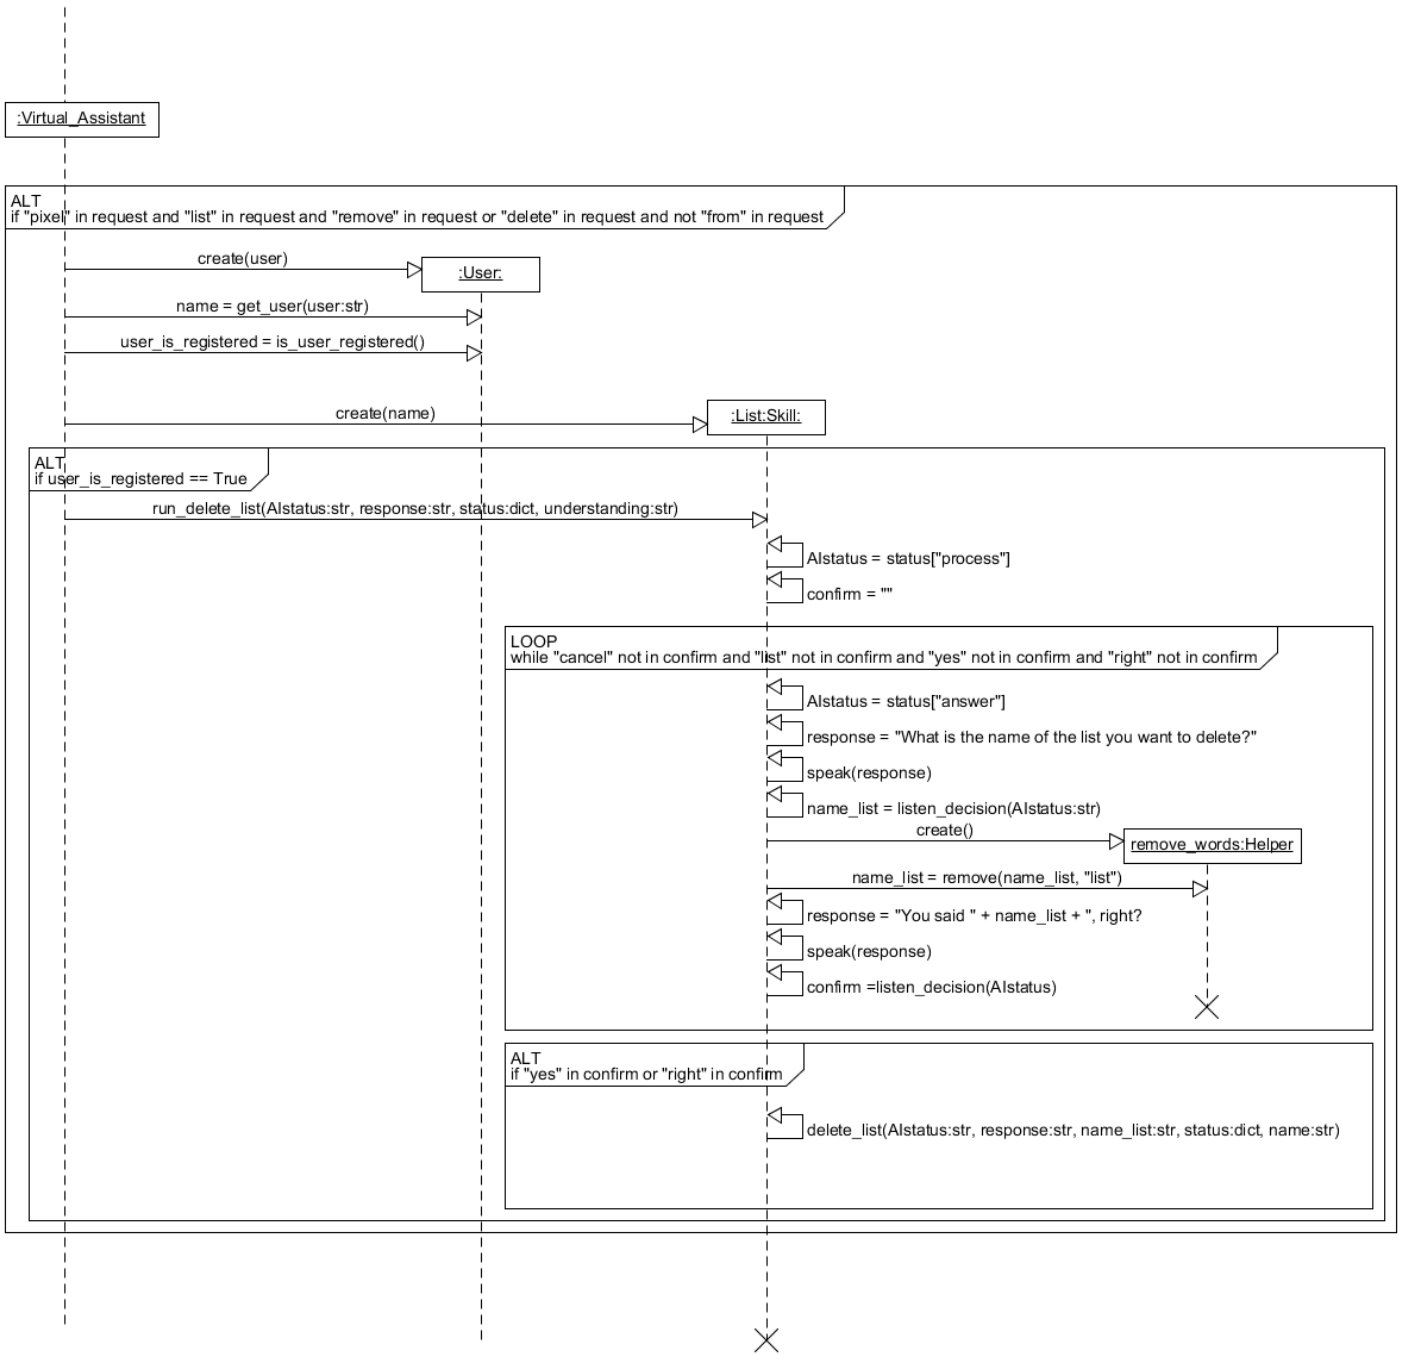 :Virtual_Assistant
ALT
if "pixel" in request and "list" in request and "remove" in request or "delete" in request and not "from" in request
create(user)
:User:
name = get_user(user:str)
user_is_registered = is_user_registered()
create(name)
:List:Skill:
ALT
if user_is_registered == True
run_delete_list(AIstatus:str, response:str, status:dict, understanding:str)
AIstatus = status["process"]
confirm = ""
LOOP
while "cancel" not in confirm and "list" not in confirm and "yes" not in confirm and "right" not in confirm
AIstatus = status["answer"]
response = "What is the name of the list you want to delete?"
speak(response)
name_list = listen_decision(AIstatus:str)
create()
remove_words:Helper
name_list = remove(name_list, "list")
response = "You said " + name_list + ", right?
speak(response)
confirm =listen_decision(AIstatus)
ALT
if "yes" in confirm or "right" in confirm
delete_list(AIstatus:str, response:str, name_list:str, status:dict, name:str)